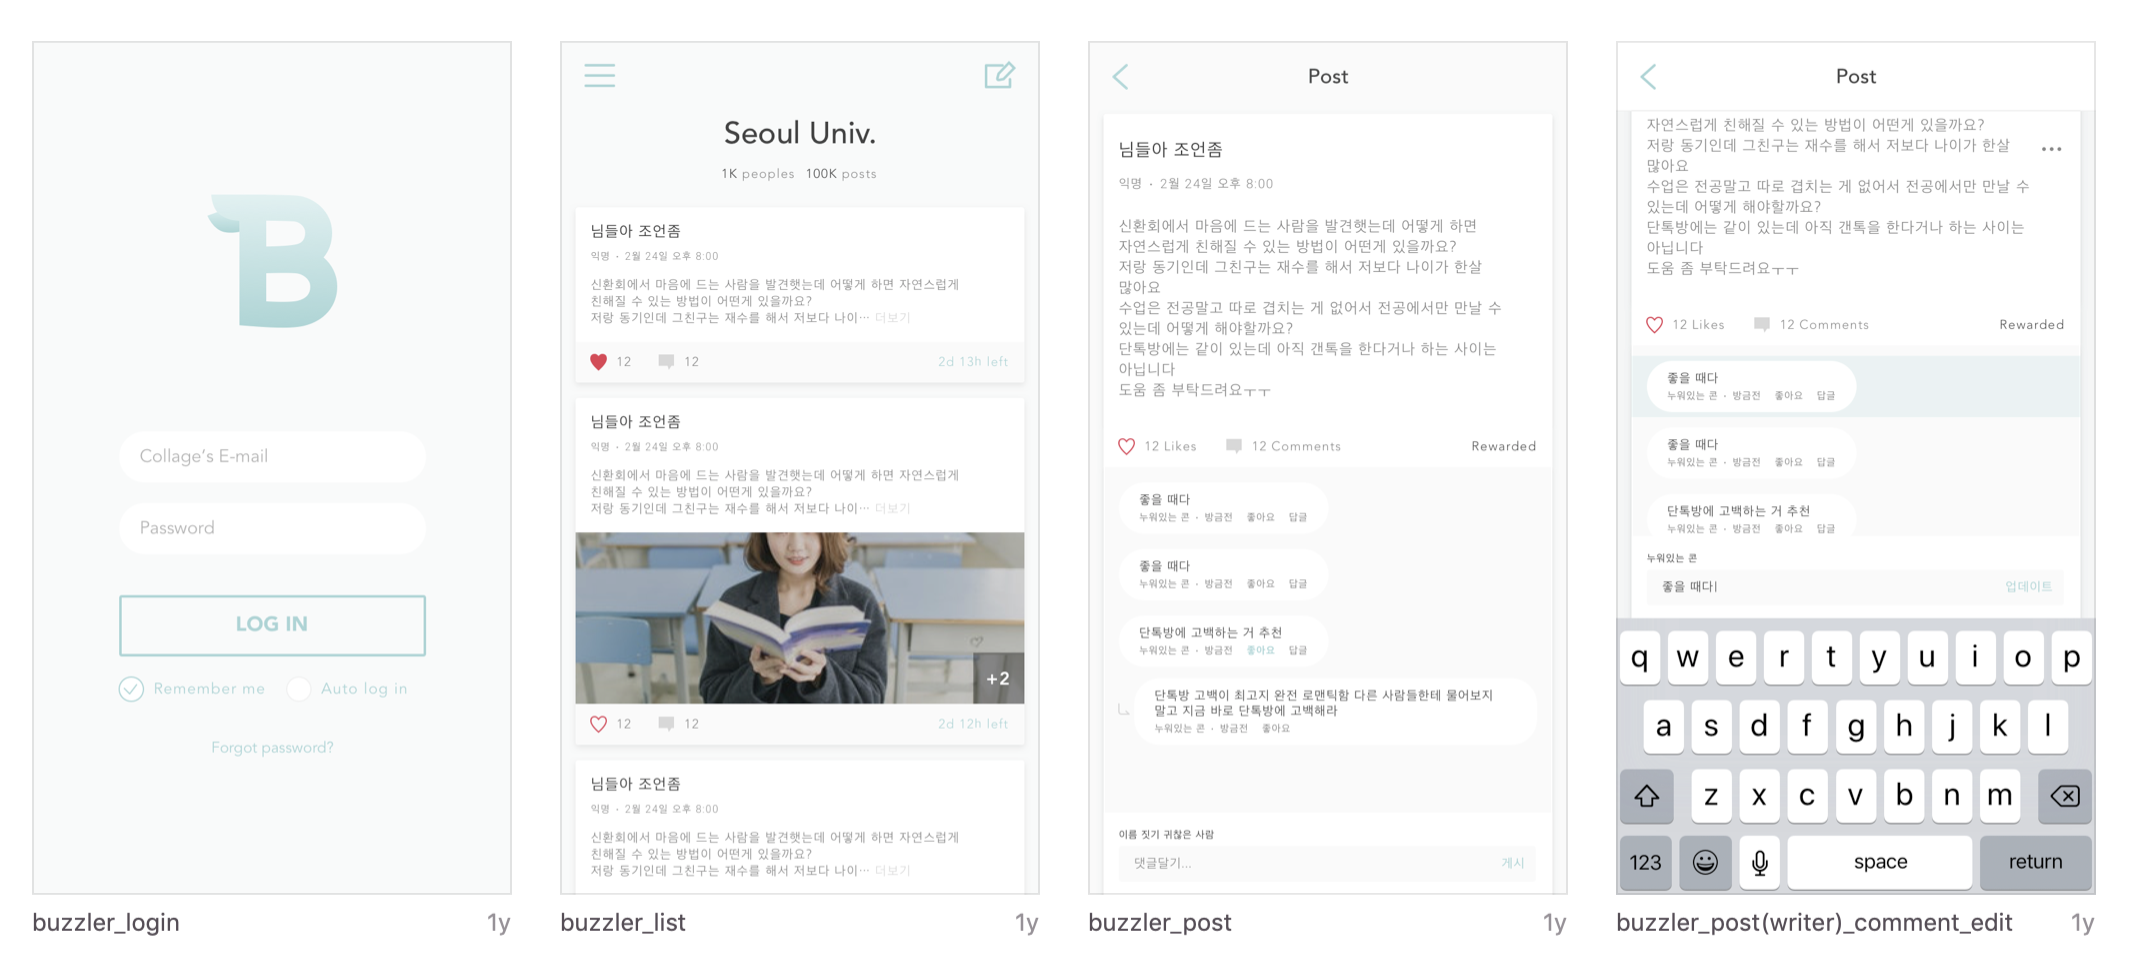 B
Collage's E-mail
Password
LOG IN
Remember me Auto log in
Forgot password?
buzzler_login 1y
Seoul Univ.
1K peoples 100K posts
님들아 조언좀
익명 · 2월 24일 오후 8:00
신환회에서 마음에 드는 사람을 발견햇는데 어떻게 하면 자연스럽게
친해질 수 있는 방법이 어떤게 있을까요?
저랑 동기인데 그친구는 재수를 해서 저보다 나이… 더보기
12 12 2d 13h left
님들아 조언좀
익명 · 2월 24일 오후 8:00
신환회에서 마음에 드는 사람을 발견햇는데 어떻게 하면 자연스럽게
친해질 수 있는 방법이 어떤게 있을까요?
저랑 동기인데 그친구는 재수를 해서 저보다 나이… 더보기
+2
12 12 2d 12h left
님들아 조언좀
익명 · 2월 24일 오후 8:00
신환회에서 마음에 드는 사람을 발견햇는데 어떻게 하면 자연스럽게
친해질 수 있는 방법이 어떤게 있을까요?
저랑 동기인데 그친구는 재수를 해서 저보다 나이… 더보기
buzzler_list 1y
Post
님들아 조언좀
익명 · 2월 24일 오후 8:00
신환회에서 마음에 드는 사람을 발견햇는데 어떻게 하면
자연스럽게 친해질 수 있는 방법이 어떤게 있을까요?
저랑 동기인데 그친구는 재수를 해서 저보다 나이가 한살
많아요
수업은 전공말고 따로 겹치는 게 없어서 전공에서만 만날 수
있는데 어떻게 해야할까요?
단톡방에는 같이 있는데 아직 갠톡을 한다거나 하는 사이는
아닙니다
도움 좀 부탁드려요ㅜㅜ
12 Likes 12 Comments Rewarded
좋을 때다
누워있는 콘 · 방금전 좋아요 답글
좋을 때다
누워있는 콘 · 방금전 좋아요 답글
단톡방에 고백하는 거 추천
누워있는 콘 · 방금전 좋아요 답글
단톡방 고백이 최고지 완전 로맨틱함 다른 사람들한테 물어보지
말고 지금 바로 단톡방에 고백해라
누워있는 콘 · 방금전 좋아요
이름 짓기 귀찮은 사람
댓글달기... 게시
buzzler_post 1y
Post
자연스럽게 친해질 수 있는 방법이 어떤게 있을까요?
저랑 동기인데 그친구는 재수를 해서 저보다 나이가 한살
많아요
수업은 전공말고 따로 겹치는 게 없어서 전공에서만 만날 수
있는데 어떻게 해야할까요?
단톡방에는 같이 있는데 아직 갠톡을 한다거나 하는 사이는
아닙니다
도움 좀 부탁드려요ㅜㅜ
12 Likes 12 Comments Rewarded
좋을 때다
누워있는 콘 · 방금전 좋아요 답글
좋을 때다
누워있는 콘 · 방금전 좋아요 답글
단톡방에 고백하는 거 추천
누워있는 콘 · 방금전 좋아요 답글
누워있는 콘
좋을 때다 업데이트
q w e r t y u i o p
a s d f g h j k l
z x c v b n m
123 space return
buzzler_post(writer)_comment_edit 1y